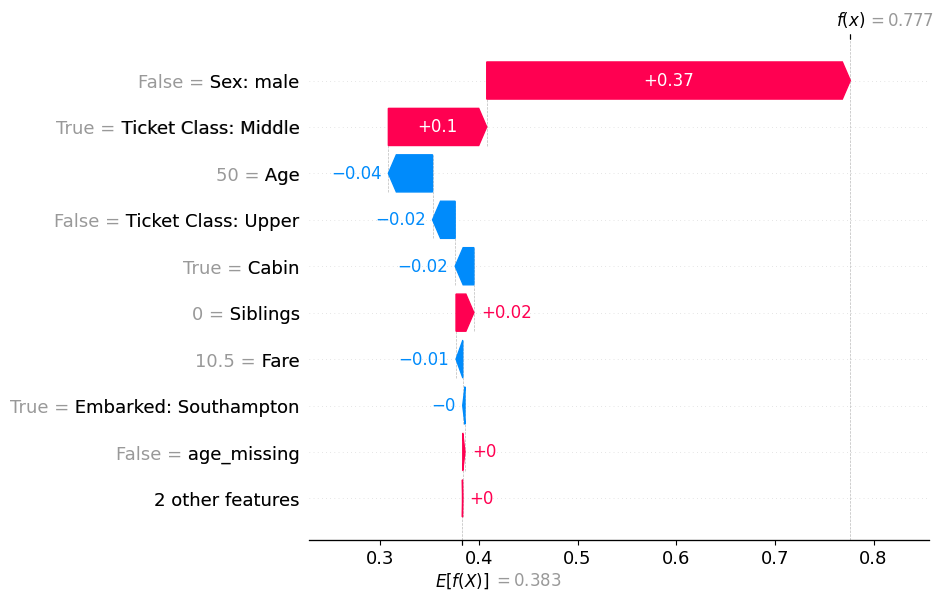 f(x) = 0.777
False = Sex: male
+0.37
True = Ticket Class: Middle
+0.1
50 = Age
−0.04
False = Ticket Class: Upper
−0.02
True = Cabin
−0.02
0 = Siblings
+0.02
10.5 = Fare
−0.01
True = Embarked: Southampton
−0
False = age_missing
+0
2 other features
+0
0.3 0.4 0.5 0.6 0.7 0.8
E[f(X)] = 0.383